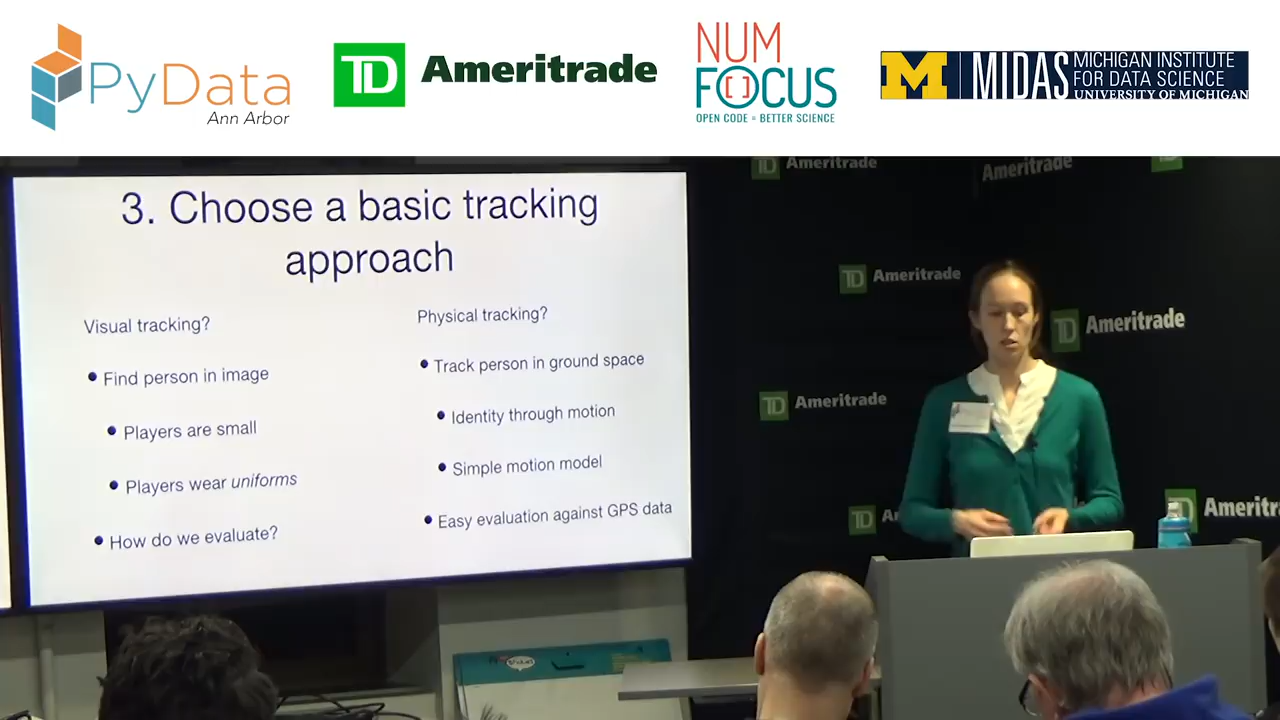 PyData
Ann Arbor
TD Ameritrade
NUM
FOCUS
OPEN CODE = BETTER SCIENCE
M MIDAS
MICHIGAN INSTITUTE
FOR DATA SCIENCE
UNIVERSITY OF MICHIGAN
3. Choose a basic tracking
approach
Visual tracking?
• Find person in image
• Players are small
• Players wear uniforms
• How do we evaluate?
Physical tracking?
• Track person in ground space
• Identity through motion
• Simple motion model
• Easy evaluation against GPS data
TD Ameritrade
Ameritrade
TD Ameritrade
TD Ameritrade
TD Ameritrade
TD
TD Ameritr